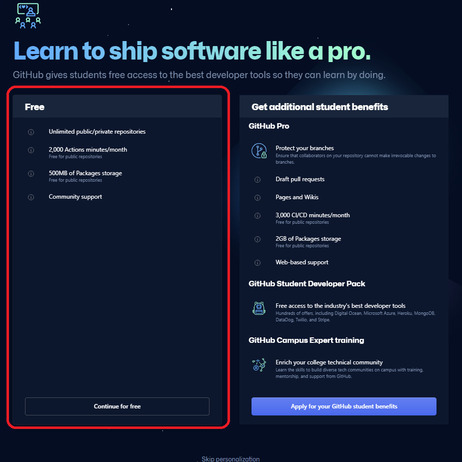 Learn to ship software like a pro.
GitHub gives students free access to the best developer tools so they can learn by doing.
Free
Unlimited public/private repositories
2,000 Actions minutes/month
Free for public repositories
500MB of Packages storage
Free for public repositories
Community support
Continue for free
Get additional student benefits
GitHub Pro
Protect your branches
Ensure that collaborators on your repository cannot make irrevocable changes to
branches.
Draft pull requests
Pages and Wikis
3,000 CI/CD minutes/month
Free for public repositories
2GB of Packages storage
Free for public repositories
Web-based support
GitHub Student Developer Pack
Free access to the industry's best developer tools
Hundreds of offers, including Digital Ocean, Microsoft Azure, Heroku, MongoDB,
DataDog, Twilio, and Stripe.
GitHub Campus Expert training
Enrich your college technical community
Learn the skills to build diverse tech communities on campus with training,
mentorship, and support from GitHub.
Apply for your GitHub student benefits
Skip personalization